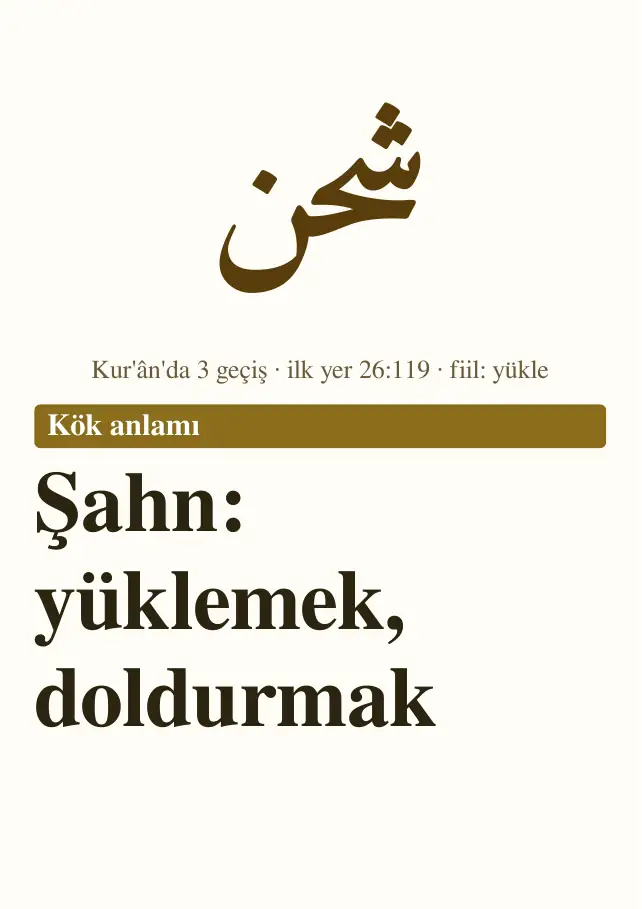 شحن
Kur'ân'da 3 geçiş · ilk yer 26:119 · fiil: yükle
Kök anlamı
Şahn:
yüklemek,
doldurmak